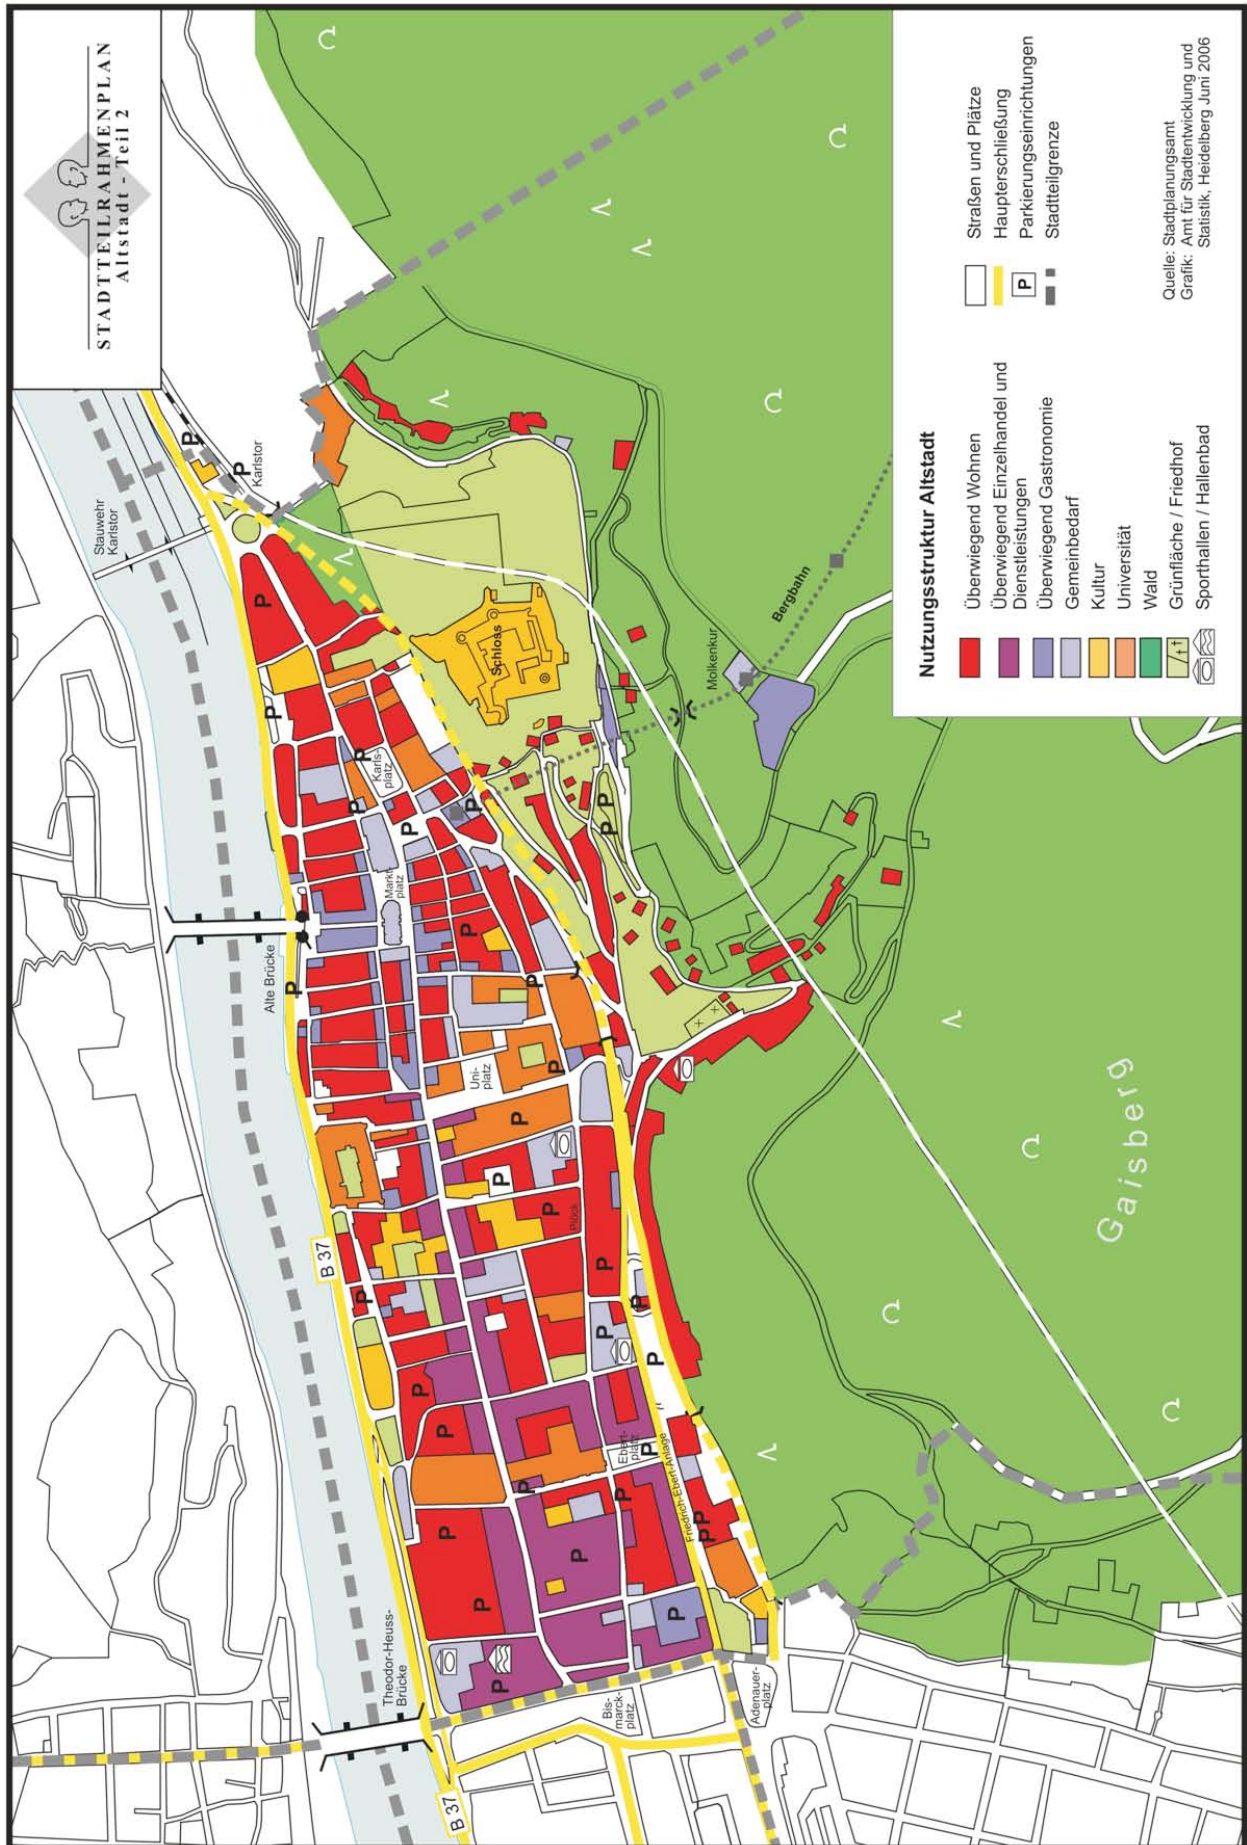 STADTTEILRAHMENPLAN
Altstadt - Teil 2
Stauwehr
Karlstor
P
P
Karlstor
P
P
Schloss
P
Karls-
platz
P
P
Markt-
platz
P
P
P
Molkenkur
Bergbahn
Alte Brücke
P
P
P
Uni-
platz
P
P
B 37
P
P
Plöck
P
P
P
P
P
P
P
Ebert-
platz
P
P
P
Friedrich-Ebert-Anlage
P
P
P
P
P
P
P
Theodor-Heuss-
Brücke
Bis-
marck-
platz
Adenauer-
platz
B 37
Gaisberg
Nutzungsstruktur Altstadt
Überwiegend Wohnen
Überwiegend Einzelhandel und
Dienstleistungen
Überwiegend Gastronomie
Gemeinbedarf
Kultur
Universität
Wald
Grünfläche / Friedhof
Sporthallen / Hallenbad
Straßen und Plätze
Haupterschließung
P
Parkierungseinrichtungen
Stadtteilgrenze
Quelle: Stadtplanungsamt
Grafik: Amt für Stadtentwicklung und
Statistik, Heidelberg Juni 2006